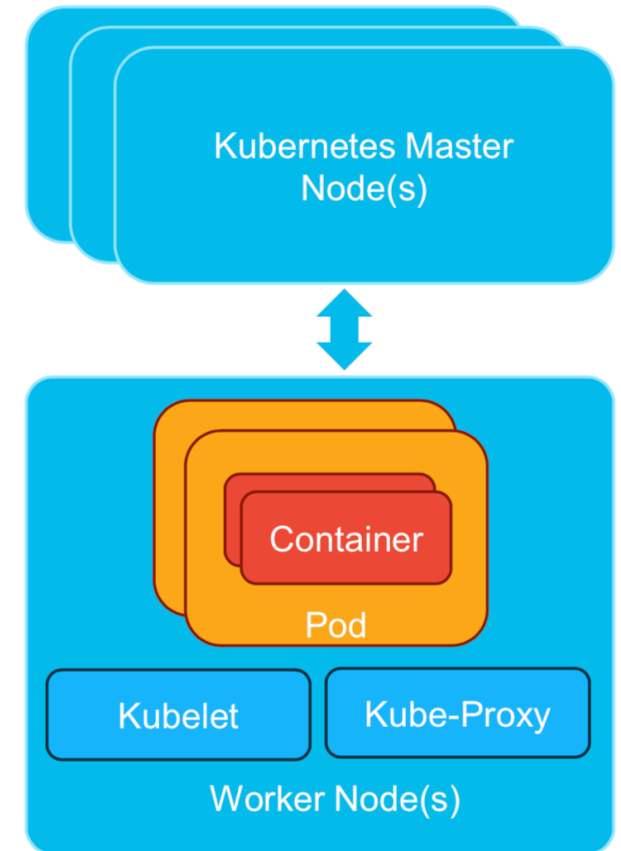 Kubernetes Master
Node(s)
Container
Pod
Kubelet
Kube-Proxy
Worker Node(s)